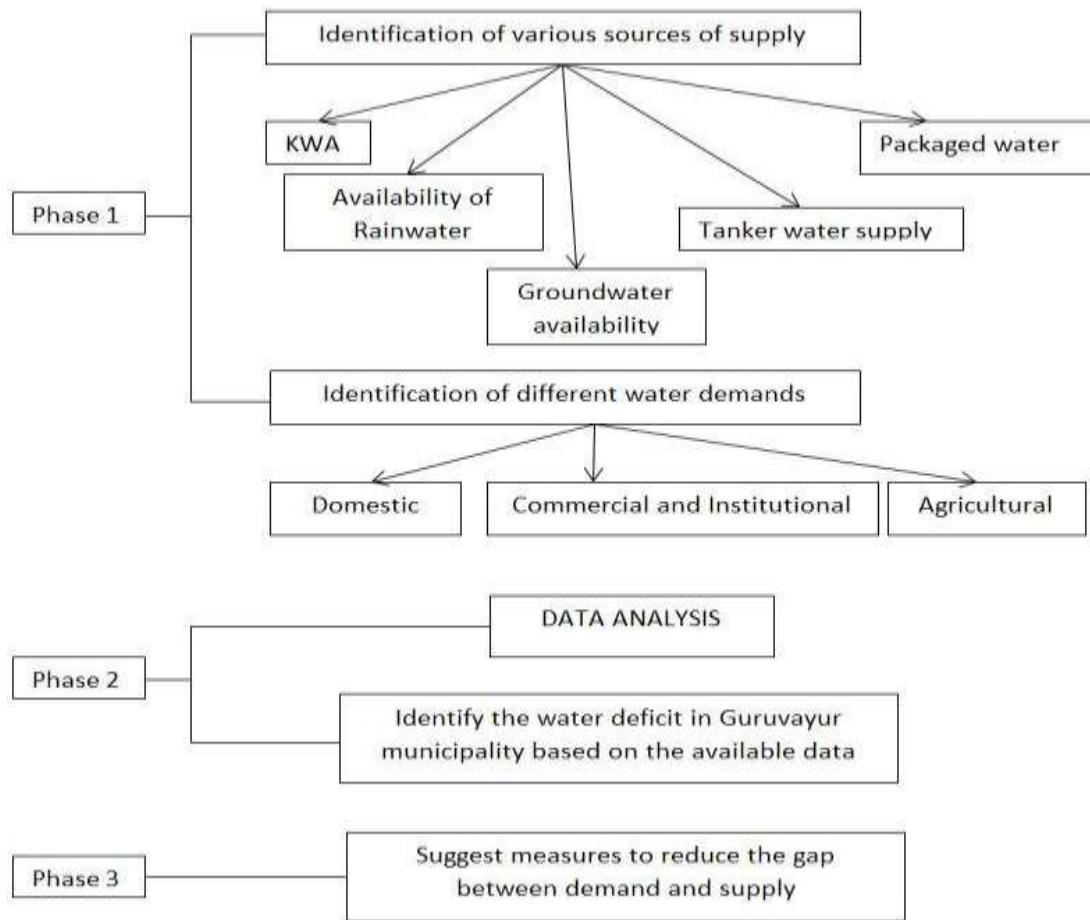 Identification of various sources of supply
KWA
Packaged water
Availability of
Rainwater
Phase 1
Tanker water supply
Groundwater
availability
Identification of different water demands
Domestic
Commercial and Institutional
Agricultural
DATA ANALYSIS
Phase 2
Identify the water deficit in Guruvayur
municipality based on the available data
Suggest measures to reduce the gap
between demand and supply
Phase 3